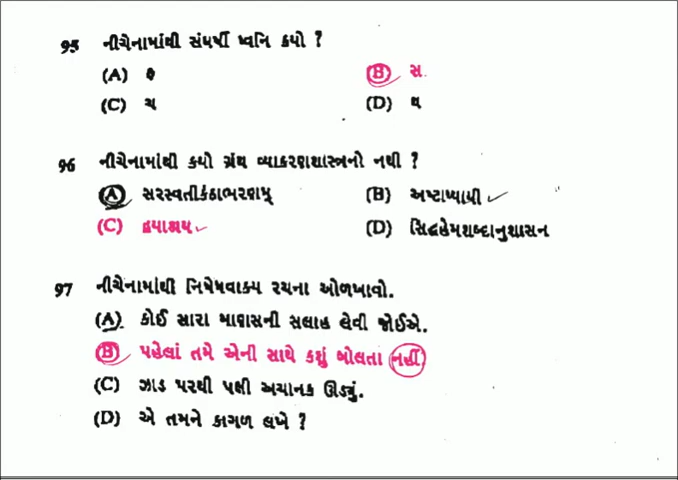 95 નીચેનામાંથી સંઘર્ષી ધ્વનિ કયો ?
(A) ફ (B) સ
(C) ચ (D) થ
96 નીચેનામાંથી કયો ગ્રંથ વ્યાકરણશાસ્ત્રનો નથી ?
(A) સરસ્વતીકંઠાભરણમ્ (B) અષ્ટાધ્યાયી
(C) દ્વયાશ્રય (D) સિદ્ધહેમશબ્દાનુશાસન
97 નીચેનામાંથી નિષેધવાક્ય રચના ઓળખાવો.
(A) કોઈ સારા માણસની સલાહ લેવી જોઈએ.
(B) પહેલાં તમે એની સાથે કશું બોલતા નહીં
(C) ઝાડ પરથી પક્ષી અચાનક ઊડ્યું.
(D) એ તમને કાગળ લખે ?